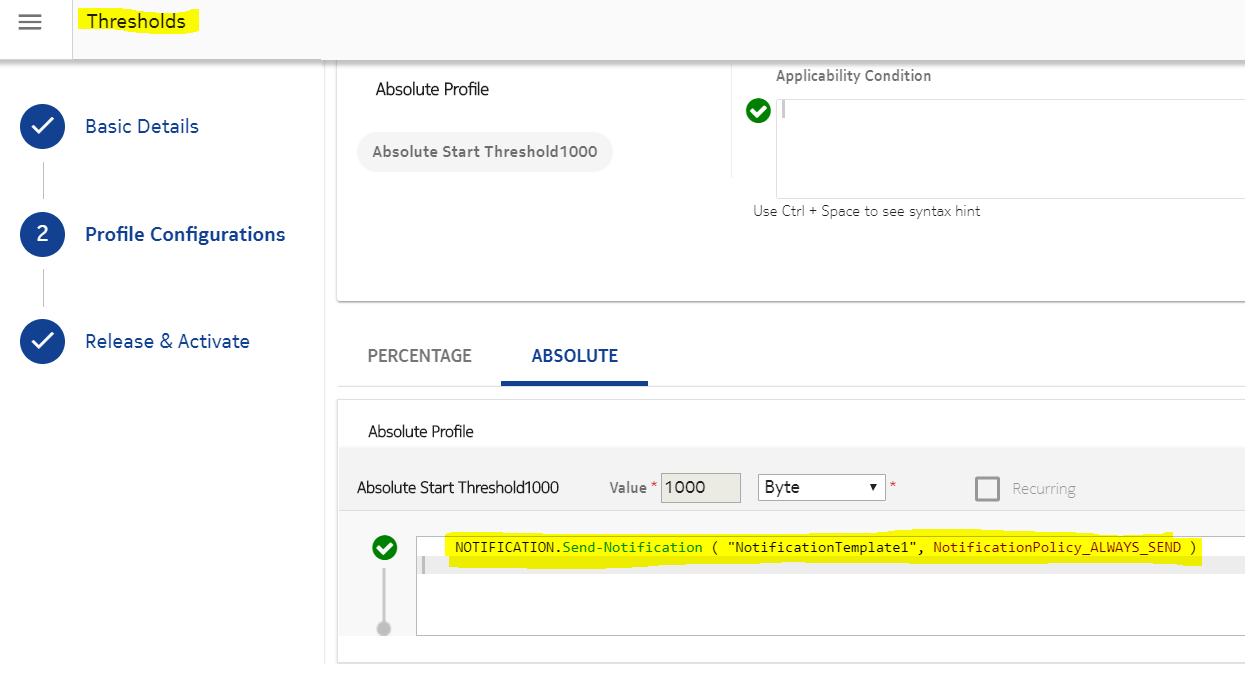 Thresholds
Basic Details
2
Profile Configurations
Release & Activate
Absolute Profile
Absolute Start Threshold1000
Applicability Condition
Use Ctrl + Space to see syntax hint
PERCENTAGE
ABSOLUTE
Absolute Profile
Absolute Start Threshold1000 Value * 1000 Byte * Recurring
NOTIFICATION.Send-Notification ( "NotificationTemplate1", NotificationPolicy_ALWAYS_SEND )